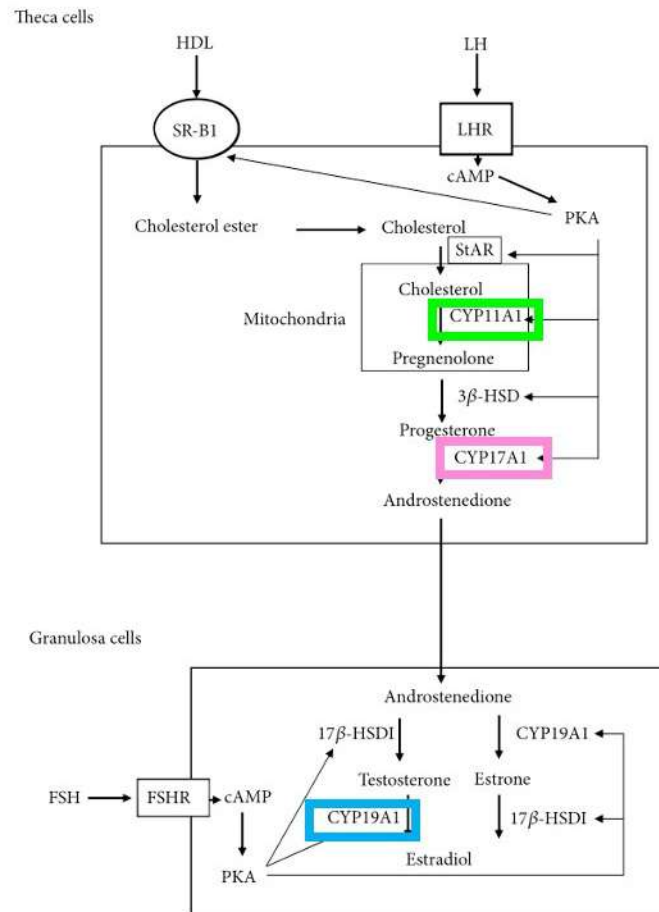 Theca cells
HDL
LH
SR-B1
LHR
cAMP
PKA
Cholesterol ester
Cholesterol
StAR
Cholesterol
Mitochondria
CYP11A1
Pregnenolone
3β-HSD
Progesterone
CYP17A1
Androstenedione
Granulosa cells
Androstenedione
17β-HSDI
CYP19A1
Testosterone
Estrone
FSH
FSHR
cAMP
CYP19A1
17β-HSDI
Estradiol
PKA